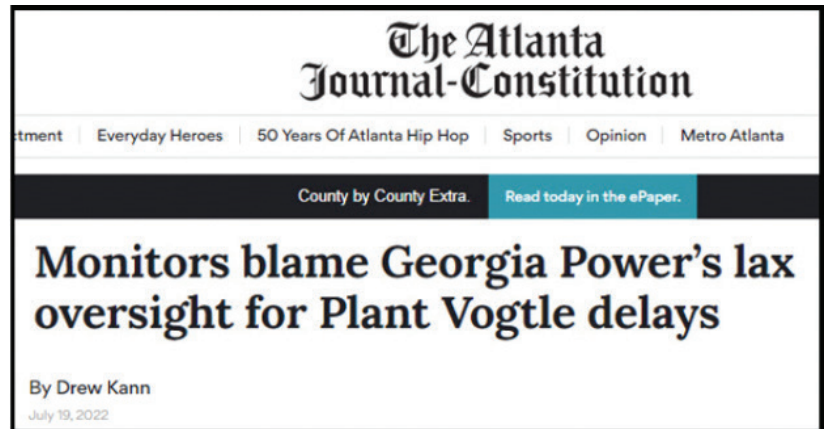 The Atlanta
Journal-Constitution
ctment Everyday Heroes 50 Years Of Atlanta Hip Hop Sports Opinion Metro Atlanta
County by County Extra. Read today in the ePaper.
Monitors blame Georgia Power's lax
oversight for Plant Vogtle delays
By Drew Kann
July 19, 2022